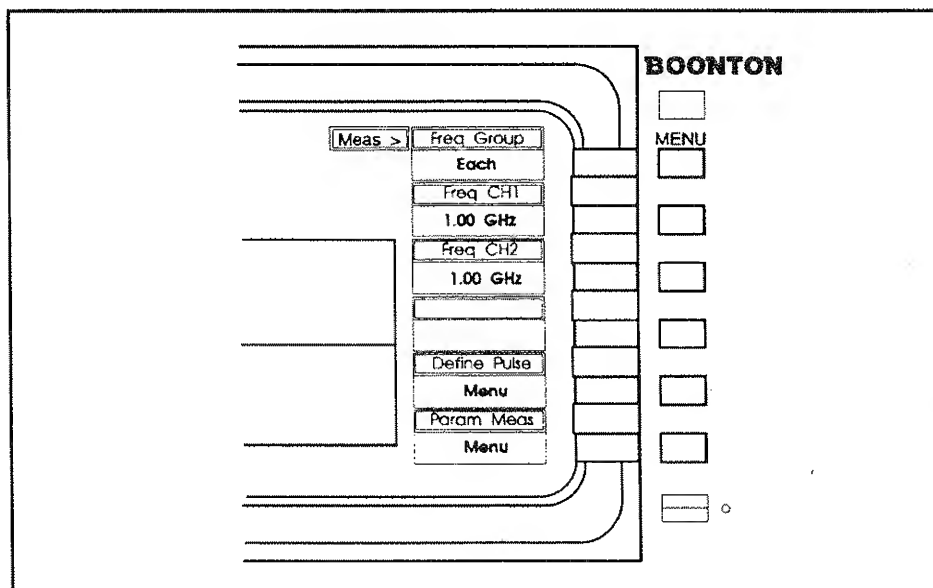 BOONTON
MENU
Meas > Freq Group
Each
Freq CH1
1.00 GHz
Freq CH2
1.00 GHz
Define Pulse
Menu
Param Meas
Menu